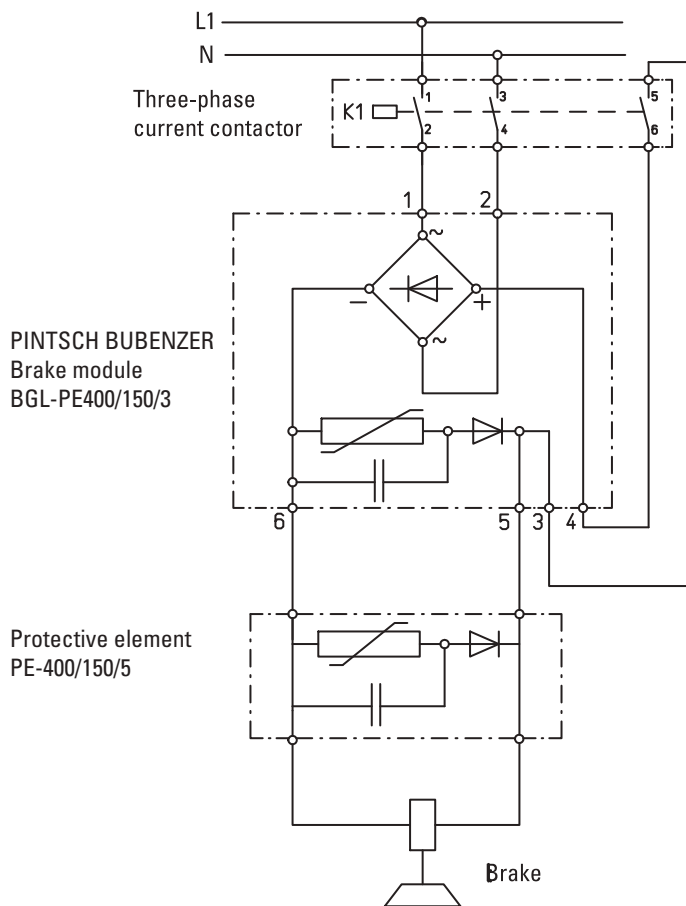 L1
N
Three-phase
current contactor
K1
1
3
5
2
4
6
1
2
~
−
+
~
PINTSCH BUBENZER
Brake module
BGL-PE400/150/3
6
5
3
4
Protective element
PE-400/150/5
Brake